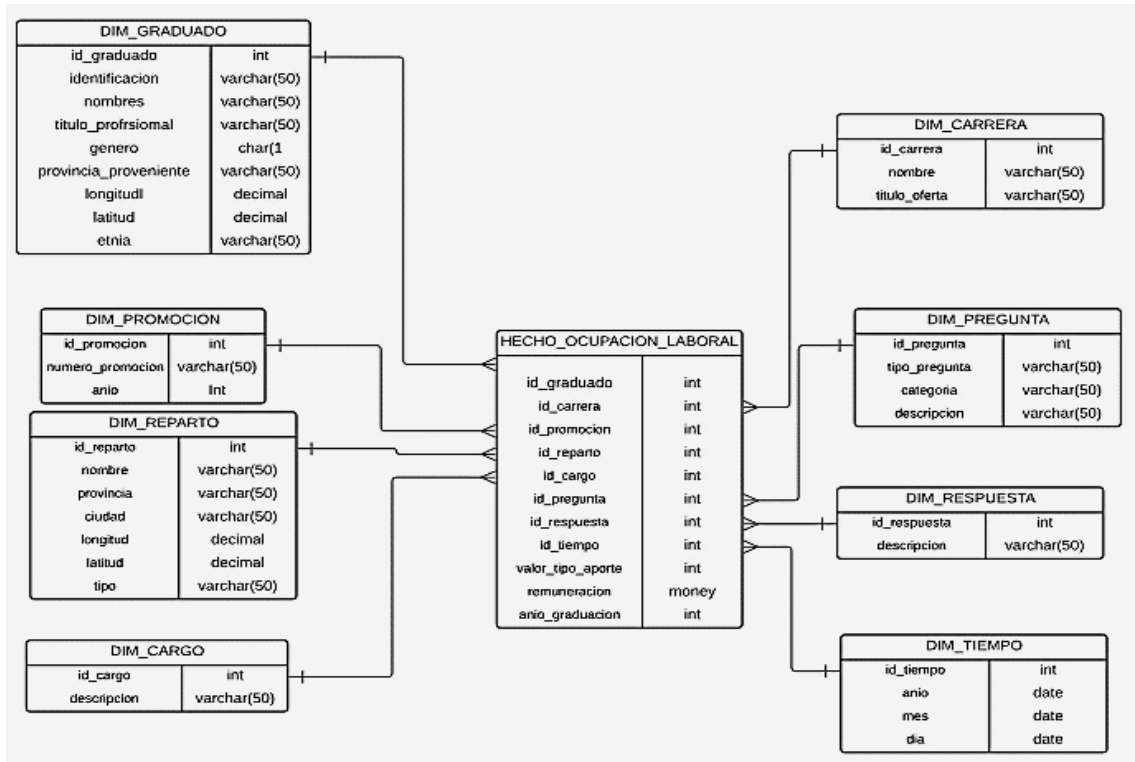 DIM_GRADUADO
id_graduado int
identificacion varchar(50)
nombres varchar(50)
titulo_profrsiomal varchar(50)
genero char(1
provincia_proveniente varchar(50)
longitudl decimal
latitud decimal
etnia varchar(50)
DIM_PROMOCION
id_promocion int
numero_promocion varchar(50)
anio Int
DIM_REPARTO
id_reparto int
nombre varchar(50)
provincia varchar(50)
ciudad varchar(50)
longitud decimal
latitud decimal
tipo varchar(50)
DIM_CARGO
id_cargo int
descripcion varchar(50)
HECHO_OCUPACION_LABORAL
id_graduado int
id_carrera int
id_promocion int
id_reparto int
id_cargo int
id_pregunta int
id_respuesta int
id_tiempo int
valor_tipo_aporte int
remuneracion money
anio_graduacion int
DIM_CARRERA
id_carrera int
nombre varchar(50)
titulo_oferta varchar(50)
DIM_PREGUNTA
id_pregunta int
tipo_pregunta varchar(50)
categoria varchar(50)
descripcion varchar(50)
DIM_RESPUESTA
id_respuesta int
descripcion varchar(50)
DIM_TIEMPO
id_tiempo int
anio date
mes date
dia date